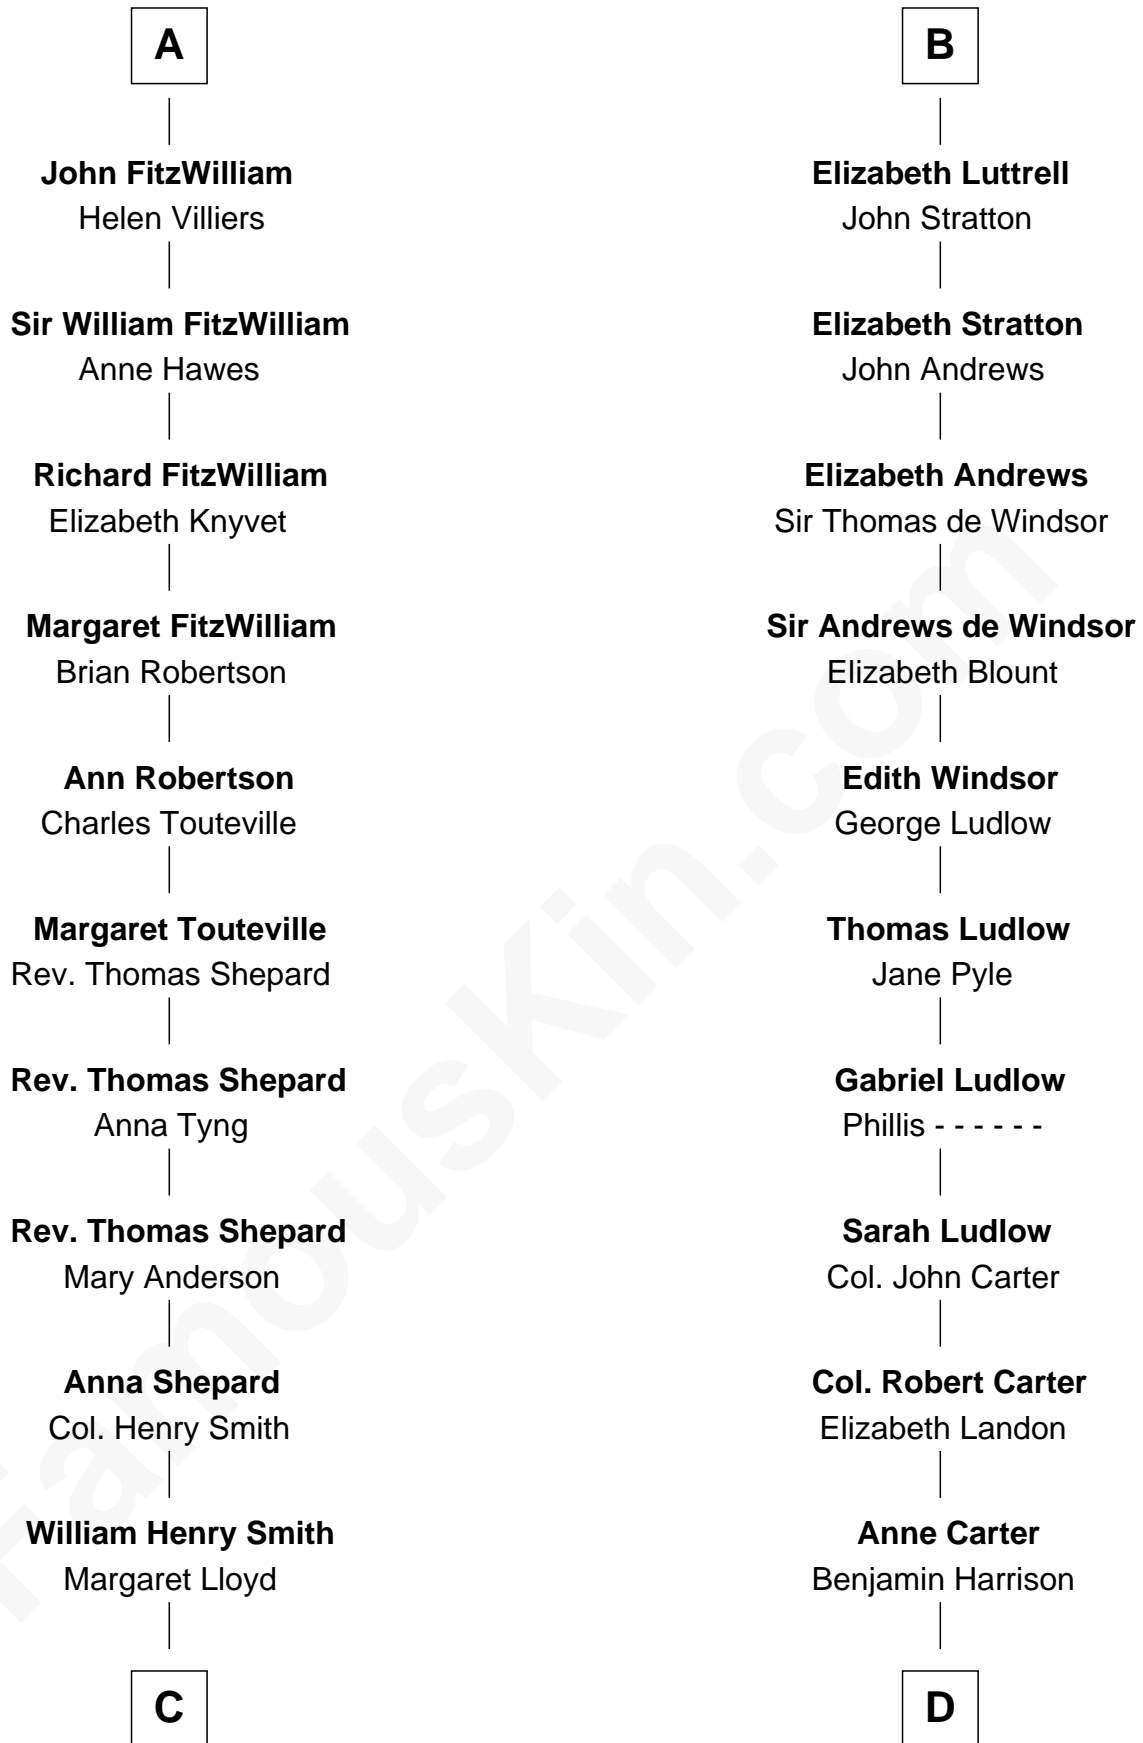 A
John FitzWilliam
Helen Villiers
Sir William FitzWilliam
Anne Hawes
Richard FitzWilliam
Elizabeth Knyvet
Margaret FitzWilliam
Brian Robertson
Ann Robertson
Charles Touteville
Margaret Touteville
Rev. Thomas Shepard
Rev. Thomas Shepard
Anna Tyng
Rev. Thomas Shepard
Mary Anderson
Anna Shepard
Col. Henry Smith
William Henry Smith
Margaret Lloyd
C
B
Elizabeth Luttrell
John Stratton
Elizabeth Stratton
John Andrews
Elizabeth Andrews
Sir Thomas de Windsor
Sir Andrews de Windsor
Elizabeth Blount
Edith Windsor
George Ludlow
Thomas Ludlow
Jane Pyle
Gabriel Ludlow
Phillis - - - - - -
Sarah Ludlow
Col. John Carter
Col. Robert Carter
Elizabeth Landon
Anne Carter
Benjamin Harrison
D
FamousKin.com